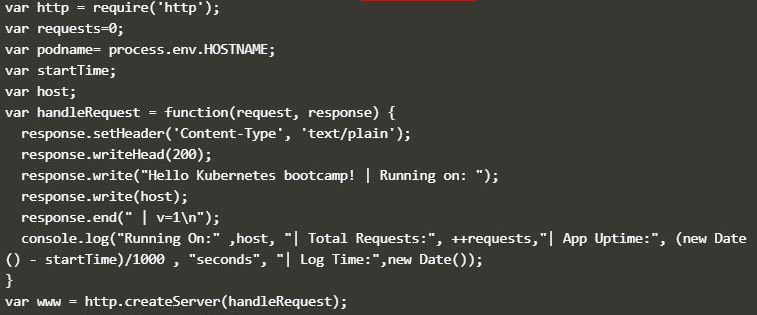 var http = require('http');
var requests=0;
var podname= process.env.HOSTNAME;
var startTime;
var host;
var handleRequest = function(request, response) {
  response.setHeader('Content-Type', 'text/plain');
  response.writeHead(200);
  response.write("Hello Kubernetes bootcamp! | Running on: ");
  response.write(host);
  response.end(" | v=1\n");
  console.log("Running On:" ,host, "| Total Requests:", ++requests,"| App Uptime:", (new Date
() - startTime)/1000 , "seconds", "| Log Time:",new Date());
}
var www = http.createServer(handleRequest);